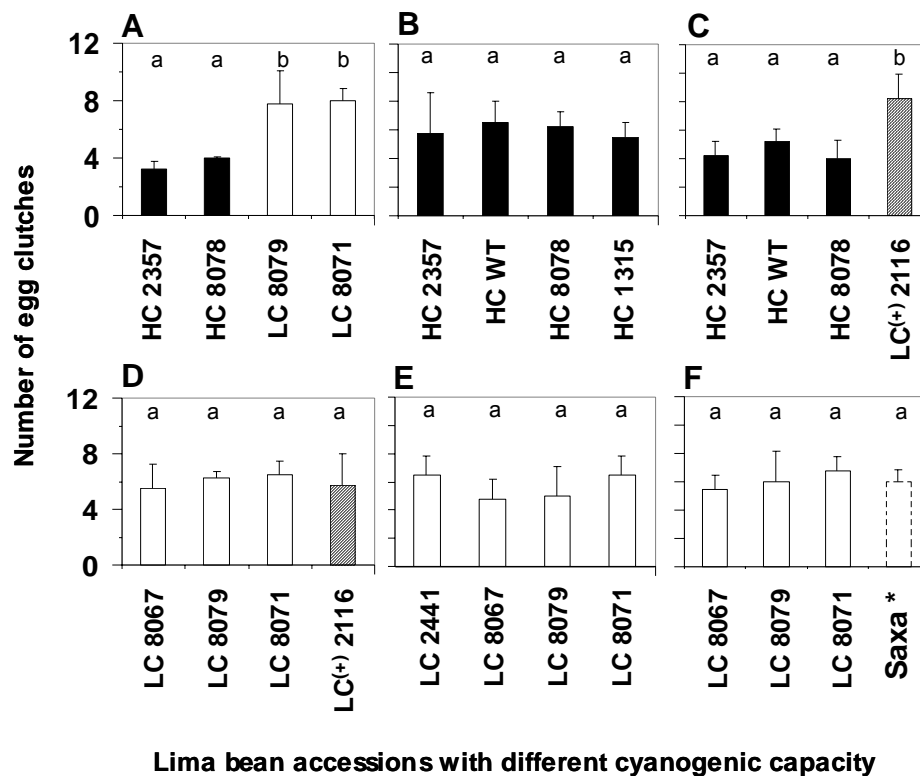 A
B
C
12
8
4
0
a a b b
a a a a
a a a b
HC 2357
HC 8078
LC 8079
LC 8071
HC 2357
HC WT
HC 8078
HC 1315
HC 2357
HC WT
HC 8078
LC(+) 2116
Number of egg clutches
D
E
F
12
8
4
0
a a a a
a a a a
a a a a
LC 8067
LC 8079
LC 8071
LC(+) 2116
LC 2441
LC 8067
LC 8079
LC 8071
LC 8067
LC 8079
LC 8071
Saxa *
Lima bean accessions with different cyanogenic capacity